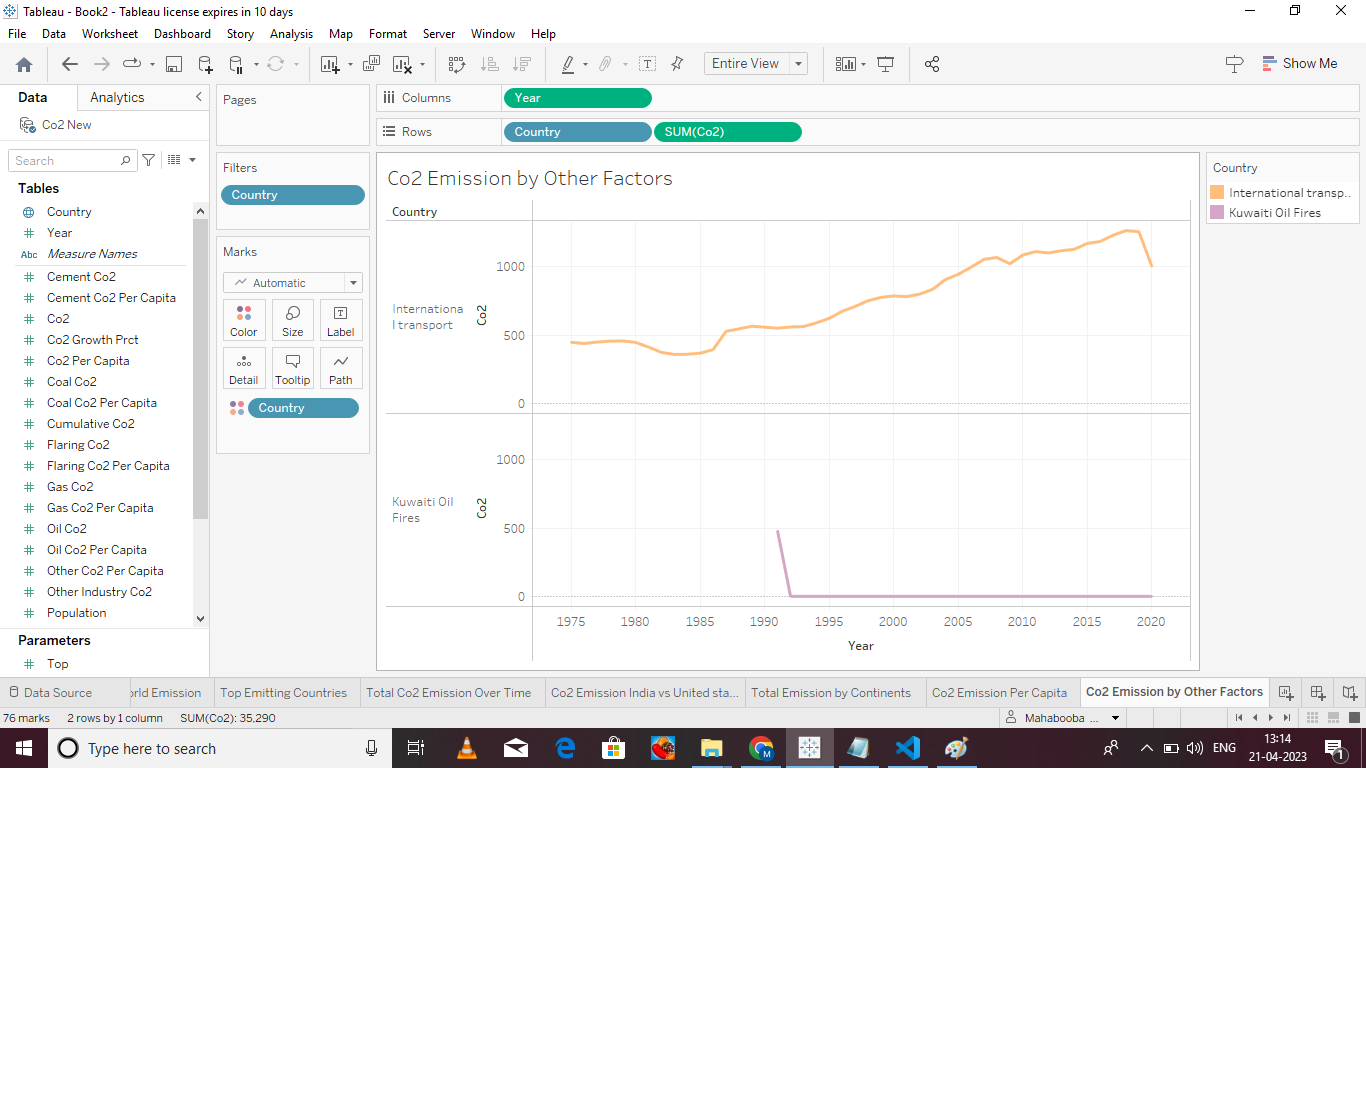 Tableau - Book2 - Tableau license expires in 10 days
File Data Worksheet Dashboard Story Analysis Map Format Server Window Help
Entire View
Show Me
Data Analytics
Co2 New
Search
Tables
Country
Year
Abc Measure Names
Cement Co2
Cement Co2 Per Capita
Co2
Co2 Growth Prct
Co2 Per Capita
Coal Co2
Coal Co2 Per Capita
Cumulative Co2
Flaring Co2
Flaring Co2 Per Capita
Gas Co2
Gas Co2 Per Capita
Oil Co2
Oil Co2 Per Capita
Other Co2 Per Capita
Other Industry Co2
Population
Parameters
Top
Pages
Filters
Country
Marks
Automatic
Color Size Label
Detail Tooltip Path
Country
Columns Year
Rows Country SUM(Co2)
Co2 Emission by Other Factors
Country
Internationa
l transport
Co2
1000
500
0
Kuwaiti Oil
Fires
Co2
1000
500
0
1975 1980 1985 1990 1995 2000 2005 2010 2015 2020
Year
Country
International transp..
Kuwaiti Oil Fires
Data Source rld Emission Top Emitting Countries Total Co2 Emission Over Time Co2 Emission India vs United sta... Total Emission by Continents Co2 Emission Per Capita Co2 Emission by Other Factors
76 marks 2 rows by 1 column SUM(Co2): 35,290 Mahabooba ...
Type here to search
ENG
13:14
21-04-2023
1